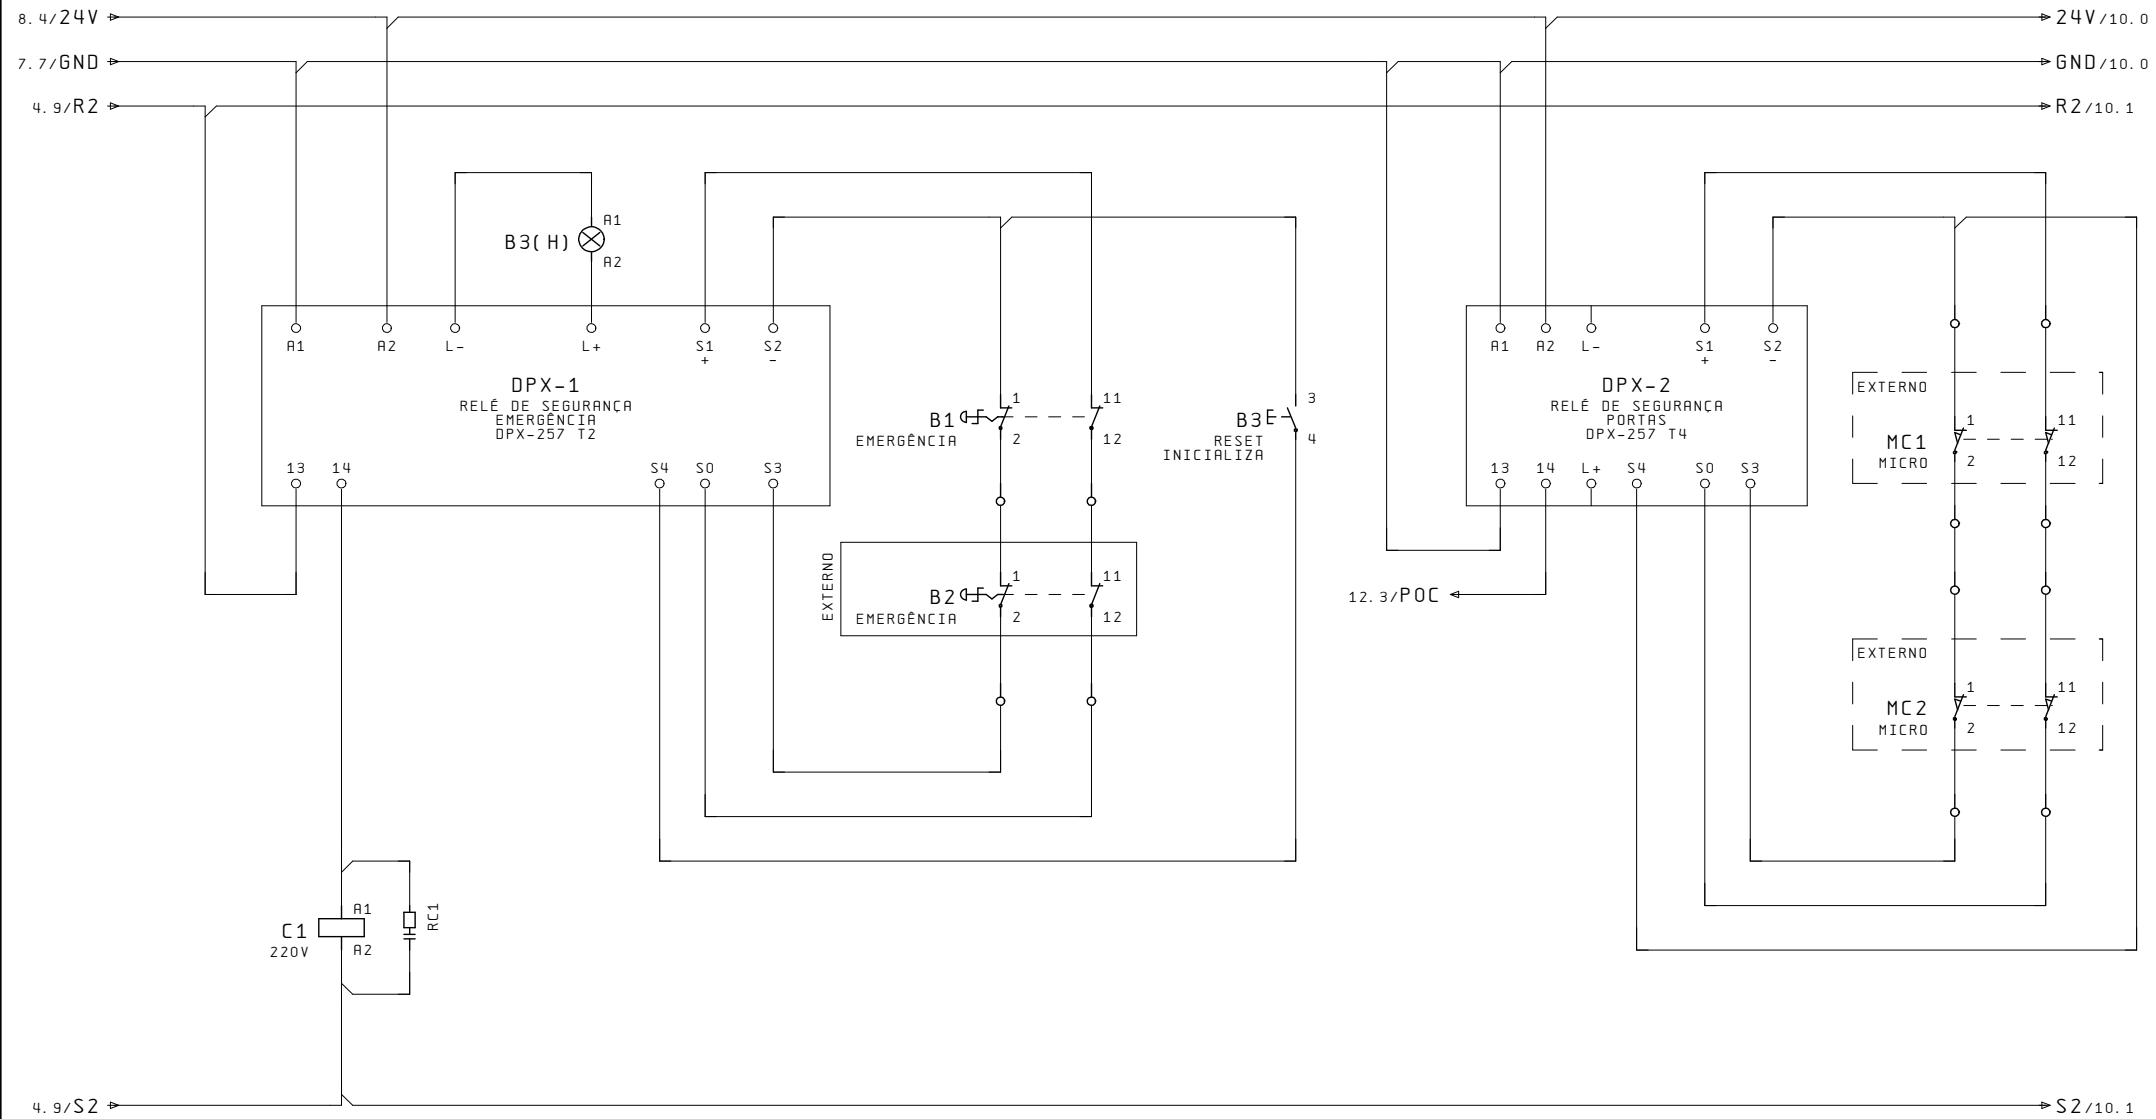 8.4/24V
24V/10.0
7.7/GND
GND/10.0
4.9/R2
R2/10.1
B3(H)
A1
A2
A1
A2
L-
L+
S1
+
S2
-
DPX-1
RELÉ DE SEGURANÇA
EMERGÊNCIA
DPX-257 T2
13
14
S4
S0
S3
B1
EMERGÊNCIA
1
2
11
12
B3
RESET
INICIALIZA
3
4
EXTERNO
B2
EMERGÊNCIA
1
2
11
12
A1
A2
L-
S1
+
S2
-
DPX-2
RELÉ DE SEGURANÇA
PORTAS
DPX-257 T4
13
14
L+
S4
S0
S3
12.3/POC
EXTERNO
MC1
MICRO
1
2
11
12
EXTERNO
MC2
MICRO
1
2
11
12
C1
220V
A1
A2
RC1
4.9/S2
S2/10.1